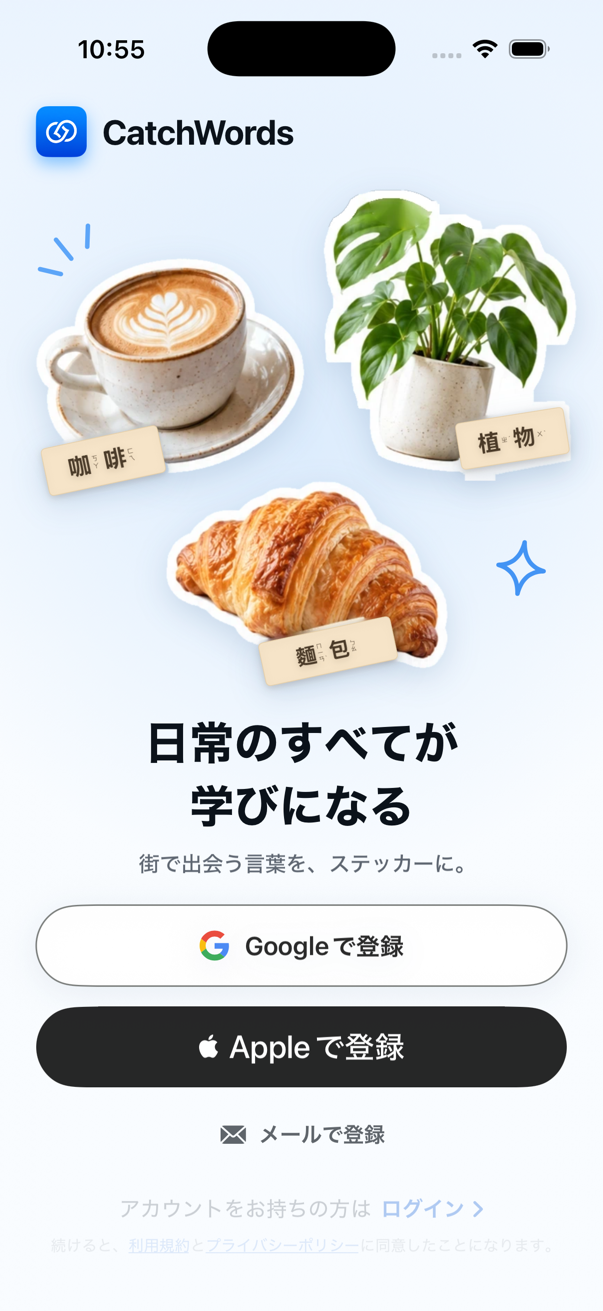 10:55
CatchWords
咖啡
植物
麵包
日常のすべてが
学びになる
街で出会う言葉を、ステッカーに。
Googleで登録
Appleで登録
メールで登録
アカウントをお持ちの方は ログイン
続けると、利用規約とプライバシーポリシーに同意したことになります。